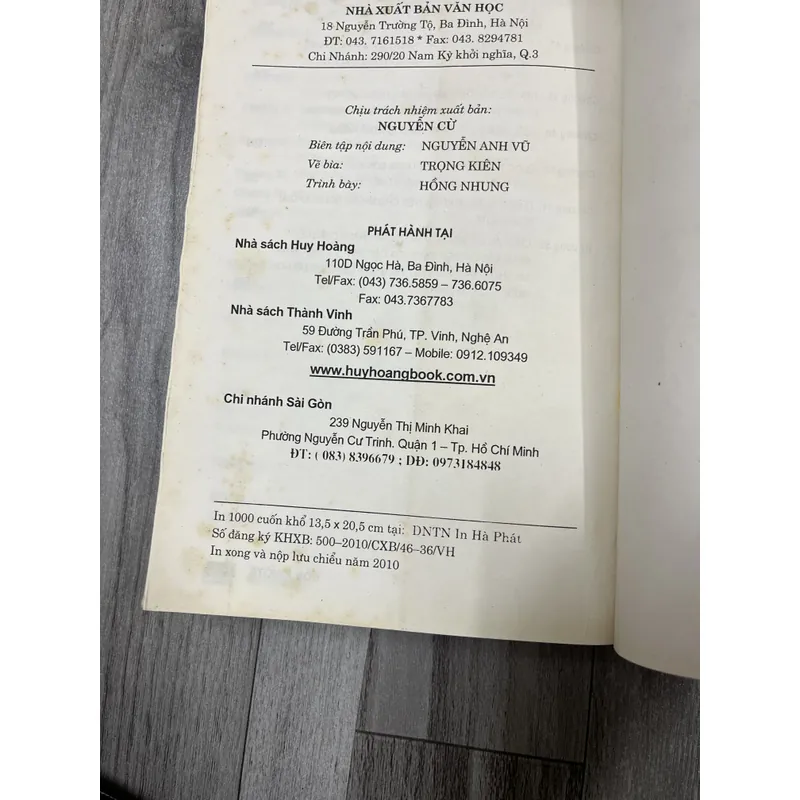 NHÀ XUẤT BẢN VĂN HỌC
18 Nguyễn Trường Tộ, Ba Đình, Hà Nội
ĐT: 043. 7161518 * Fax: 043. 8294781
Chi Nhánh: 290/20 Nam Kỳ khởi nghĩa, Q.3
Chịu trách nhiệm xuất bản:
NGUYỄN CỪ
Biên tập nội dung: NGUYỄN ANH VŨ
Vẽ bìa: TRỌNG KIÊN
Trình bày: HỒNG NHUNG
PHÁT HÀNH TẠI
Nhà sách Huy Hoàng
110D Ngọc Hà, Ba Đình, Hà Nội
Tel/Fax: (043) 736.5859 – 736.6075
Fax: 043.7367783
Nhà sách Thành Vinh
59 Đường Trần Phú, TP. Vinh, Nghệ An
Tel/Fax: (0383) 591167 – Mobile: 0912.109349
www.huyhoangbook.com.vn
Chi nhánh Sài Gòn
239 Nguyễn Thị Minh Khai
Phường Nguyễn Cư Trinh. Quận 1 – Tp. Hồ Chí Minh
ĐT: ( 083) 8396679 ; DĐ: 0973184848
In 1000 cuốn khổ 13,5 x 20,5 cm tại: DNTN In Hà Phát
Số đăng ký KHXB: 500–2010/CXB/46–36/VH
In xong và nộp lưu chiểu năm 2010